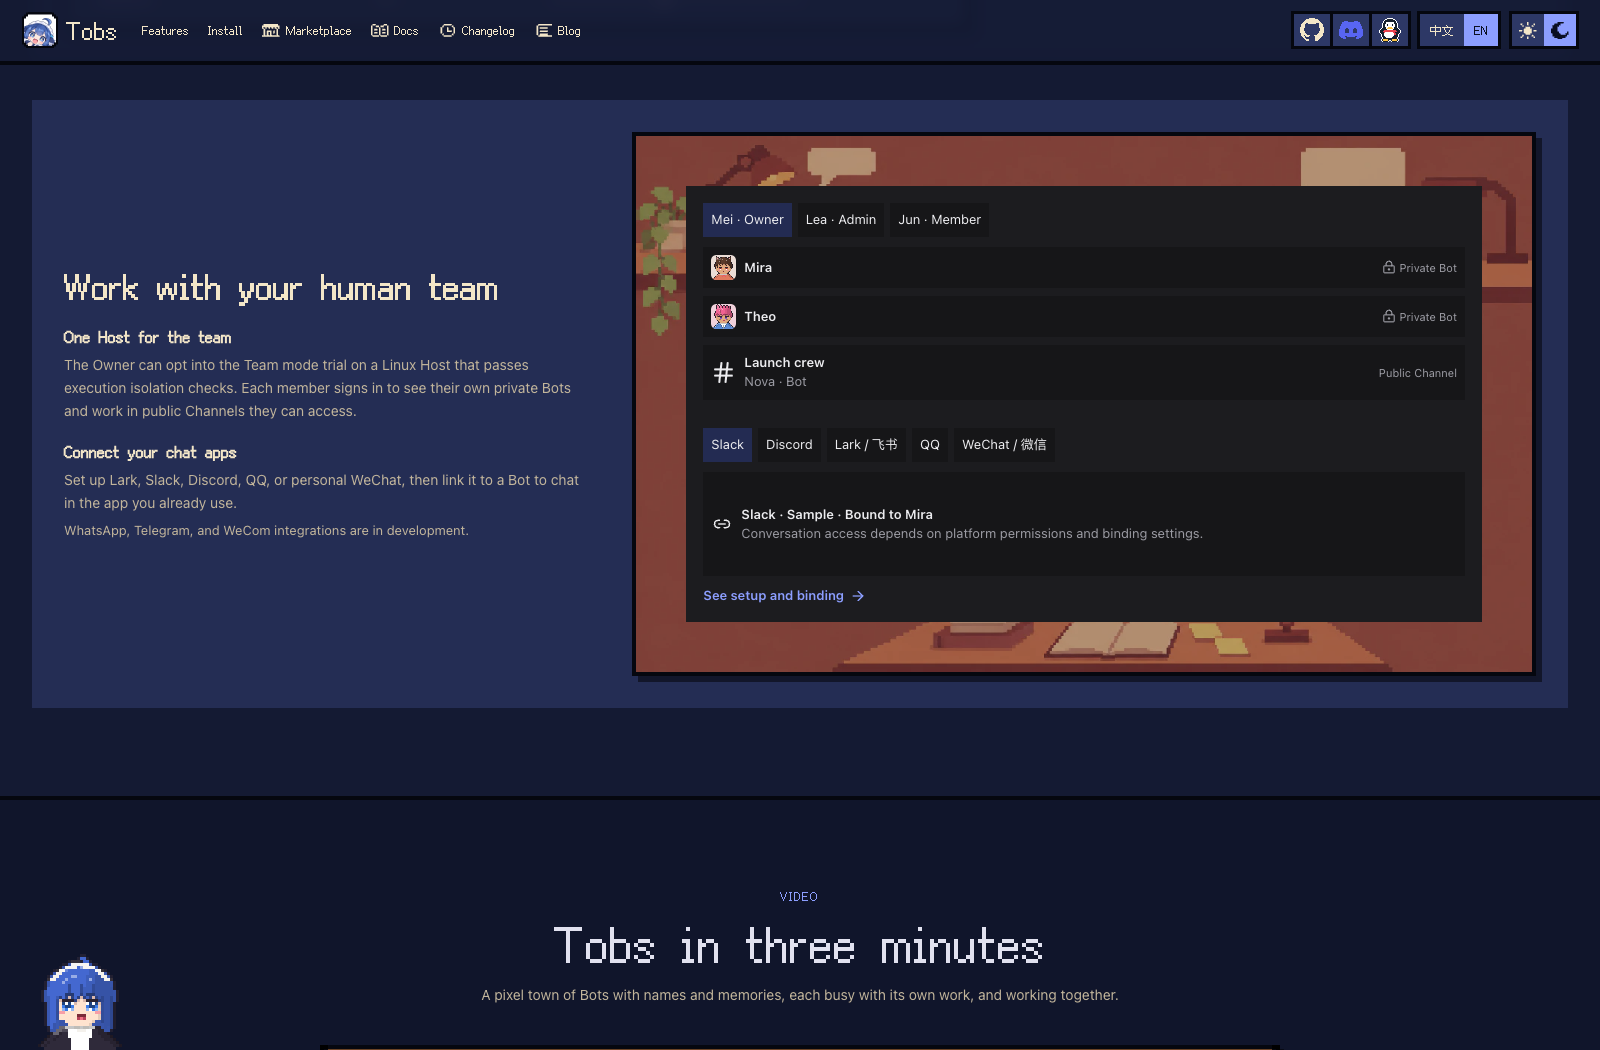 Tobs
Features
Install
Marketplace
Docs
Changelog
Blog
中文
EN
Work with your human team
One Host for the team
The Owner can opt into the Team mode trial on a Linux Host that passes
execution isolation checks. Each member signs in to see their own private Bots
and work in public Channels they can access.
Connect your chat apps
Set up Lark, Slack, Discord, QQ, or personal WeChat, then link it to a Bot to chat
in the app you already use.
WhatsApp, Telegram, and WeCom integrations are in development.
Mei · Owner
Lea · Admin
Jun · Member
Mira
Private Bot
Theo
Private Bot
Launch crew
Nova · Bot
Public Channel
Slack
Discord
Lark / 飞书
QQ
WeChat / 微信
Slack · Sample · Bound to Mira
Conversation access depends on platform permissions and binding settings.
See setup and binding →
VIDEO
Tobs in three minutes
A pixel town of Bots with names and memories, each busy with its own work, and working together.